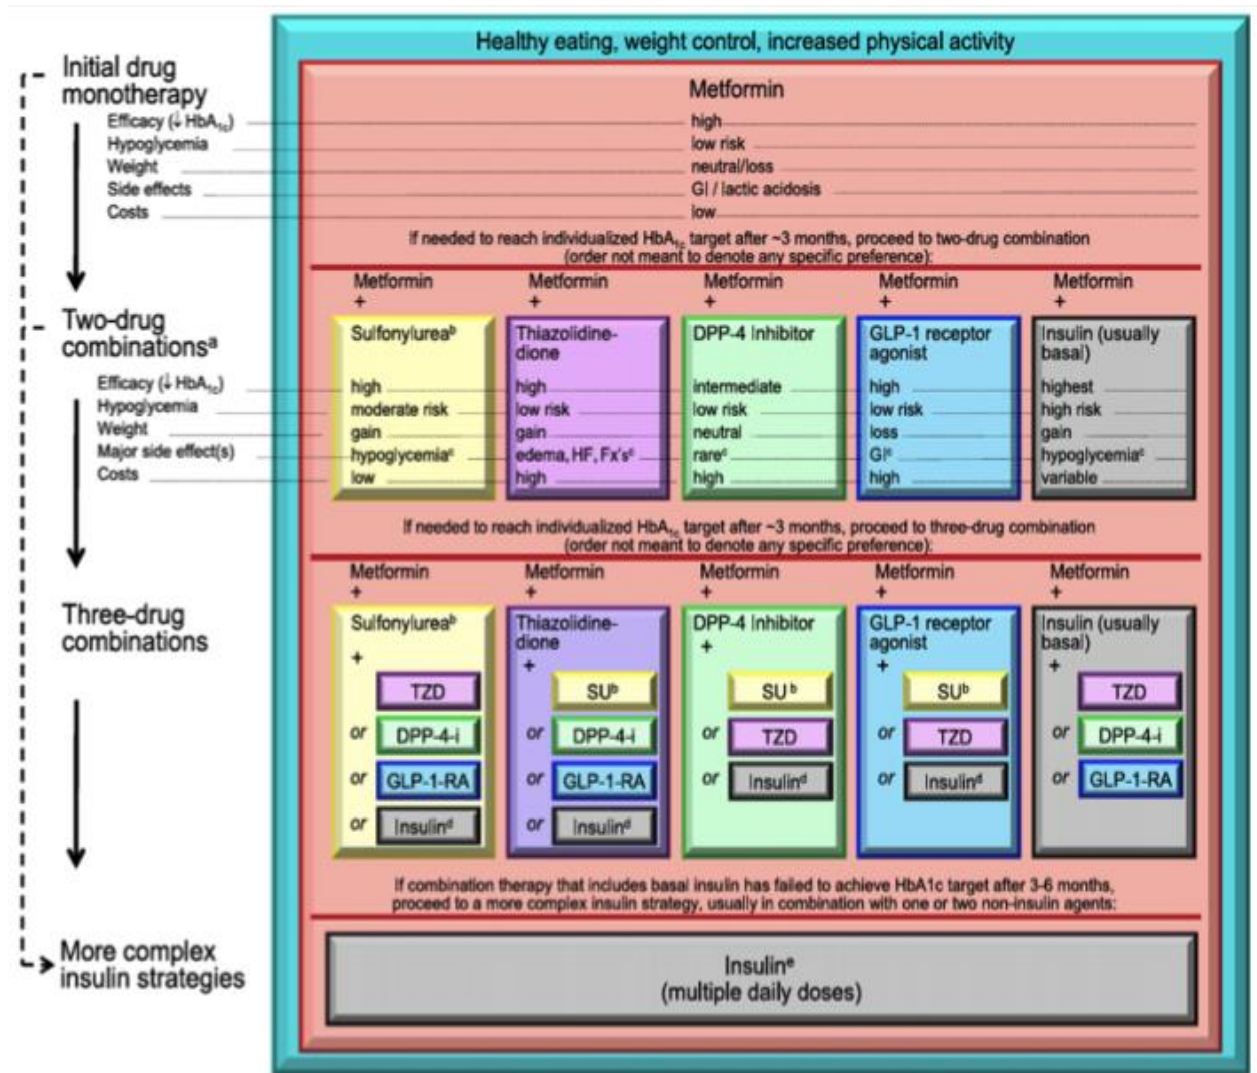 Healthy eating, weight control, increased physical activity
Initial drug
monotherapy
Metformin
Efficacy (↓HbA1c) high
Hypoglycemia low risk
Weight neutral/loss
Side effects GI / lactic acidosis
Costs low
If needed to reach individualized HbA1c target after ~3 months, proceed to two-drug combination
(order not meant to denote any specific preference):
Metformin Metformin Metformin Metformin Metformin
+ + + + +
Two-drug
combinationsa
Sulfonylureab
Thiazolidine-
dione
DPP-4 Inhibitor
GLP-1 receptor
agonist
Insulin (usually
basal)
Efficacy (↓HbA1c) high high intermediate high highest
Hypoglycemia moderate risk low risk low risk low risk high risk
Weight gain gain neutral loss gain
Major side effect(s) hypoglycemiac edema, HF, Fx'sc rarec GIc hypoglycemiac
Costs low high high high variable
If needed to reach individualized HbA1c target after ~3 months, proceed to three-drug combination
(order not meant to denote any specific preference):
Metformin Metformin Metformin Metformin Metformin
+ + + + +
Three-drug
combinations
Sulfonylureab
+
TZD
or DPP-4-i
or GLP-1-RA
or Insulind
Thiazolidine-
dione
+
SUb
or DPP-4-i
or GLP-1-RA
or Insulind
DPP-4 Inhibitor
+
SU b
or TZD
or Insulind
GLP-1 receptor
agonist
+
SUb
or TZD
or Insulind
Insulin (usually
basal)
+
TZD
or DPP-4-i
or GLP-1-RA
If combination therapy that includes basal insulin has failed to achieve HbA1c target after 3-6 months,
proceed to a more complex insulin strategy, usually in combination with one or two non-insulin agents:
More complex
insulin strategies
Insuline
(multiple daily doses)